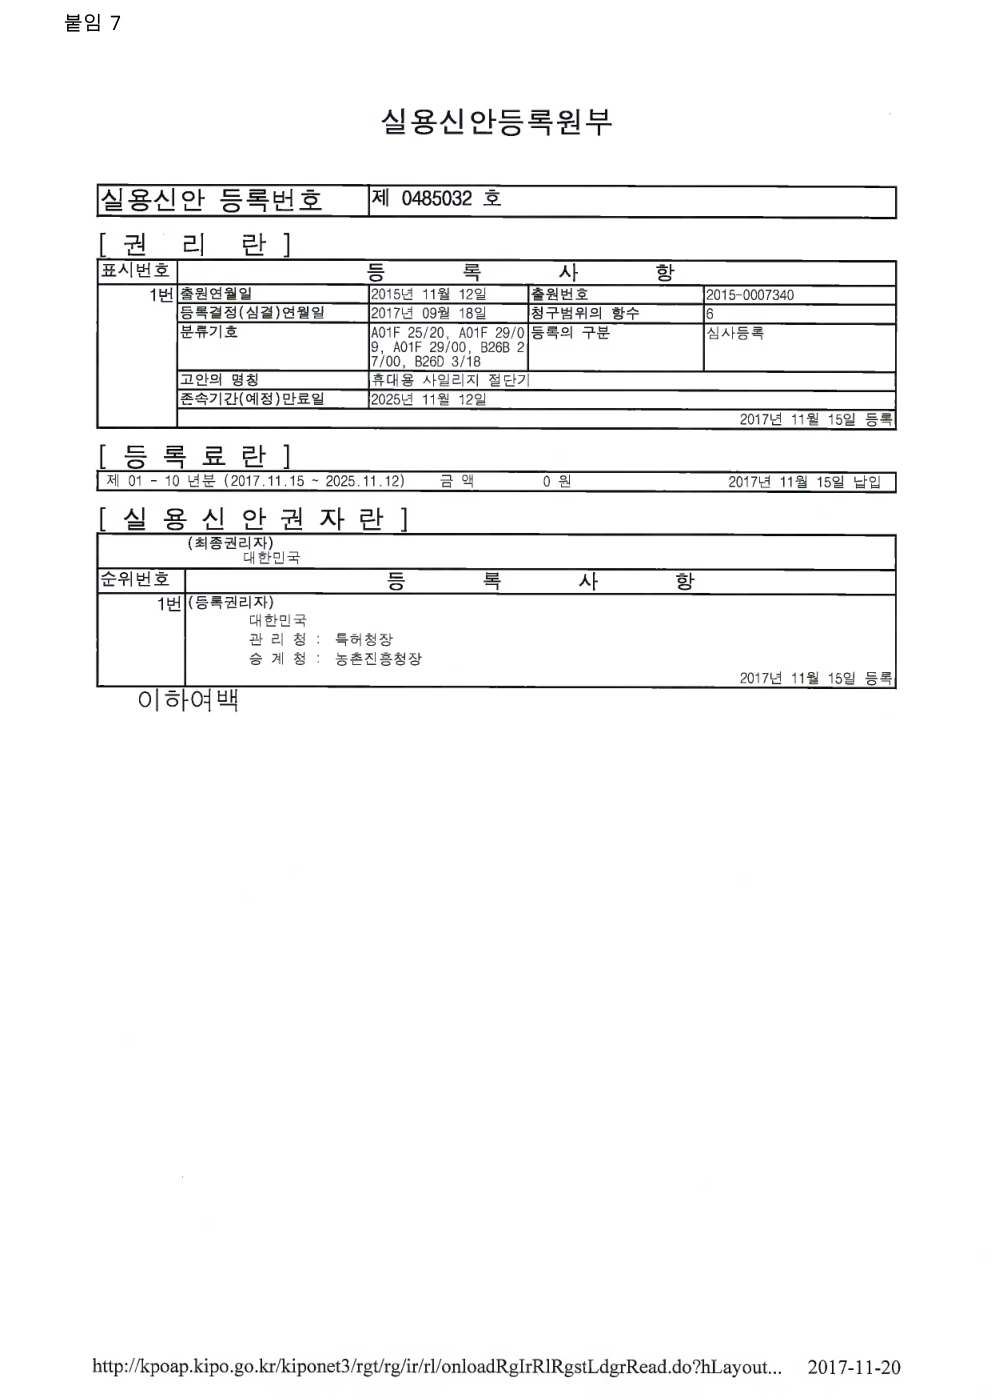 붙임 7
실용신안등록원부
실용신안 등록번호 제 0485032 호
[ 권 리 란 ]
표시번호 등 록 사 항
1번 출원연월일 2015년 11월 12일 출원번호 2015-0007340
등록결정(심결)연월일 2017년 09월 18일 청구범위의 항수 6
분류기호 A01F 25/20, A01F 29/0 등록의 구분 심사등록
9, A01F 29/00, B26B 2
7/00, B26D 3/18
고안의 명칭 휴대용 사일리지 절단기
존속기간(예정)만료일 2025년 11월 12일
2017년 11월 15일 등록
[ 등 록 료 란 ]
제 01 - 10 년분 (2017.11.15 ~ 2025.11.12) 금 액 0 원 2017년 11월 15일 납입
[ 실 용 신 안 권 자 란 ]
(최종권리자)
대한민국
순위번호 등 록 사 항
1번 (등록권리자)
대한민국
관 리 청 : 특허청장
승 계 청 : 농촌진흥청장
2017년 11월 15일 등록
이하여백
http://kpoap.kipo.go.kr/kiponet3/rgt/rg/ir/rl/onloadRgIrRlRgstLdgrRead.do?hLayout... 2017-11-20